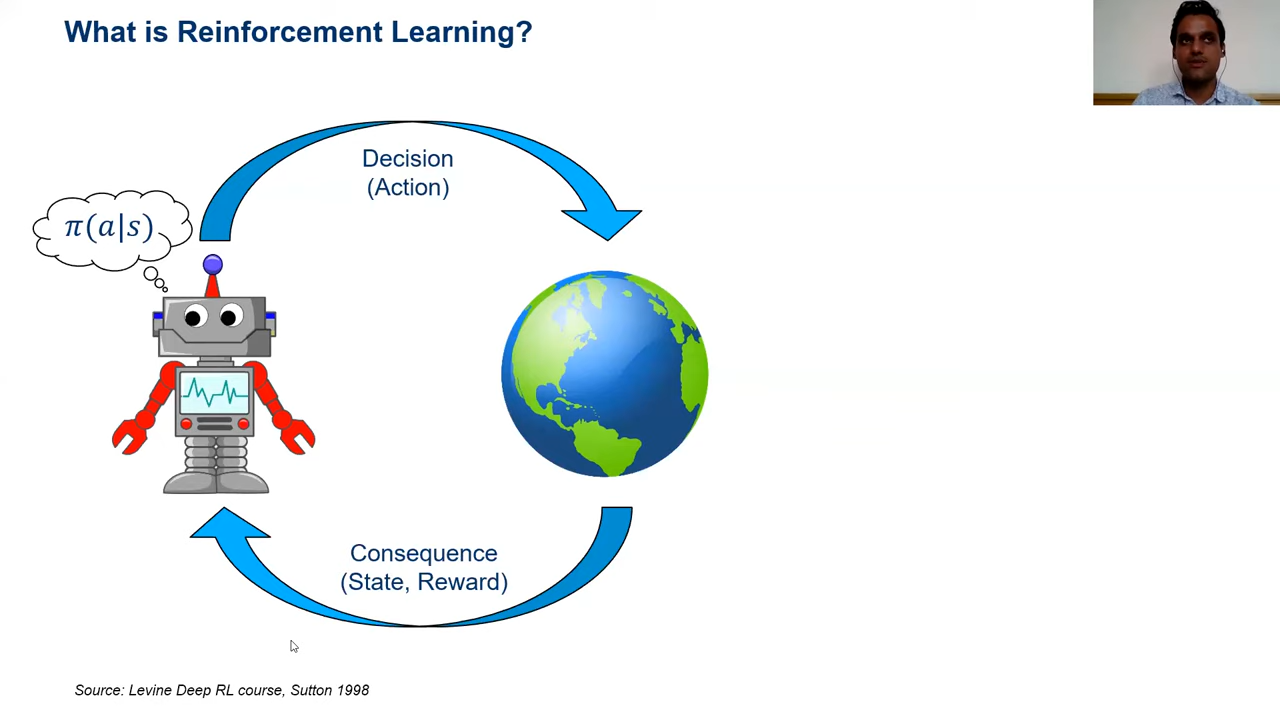 What is Reinforcement Learning?
Decision
(Action)
π(a|s)
Consequence
(State, Reward)
Source: Levine Deep RL course, Sutton 1998